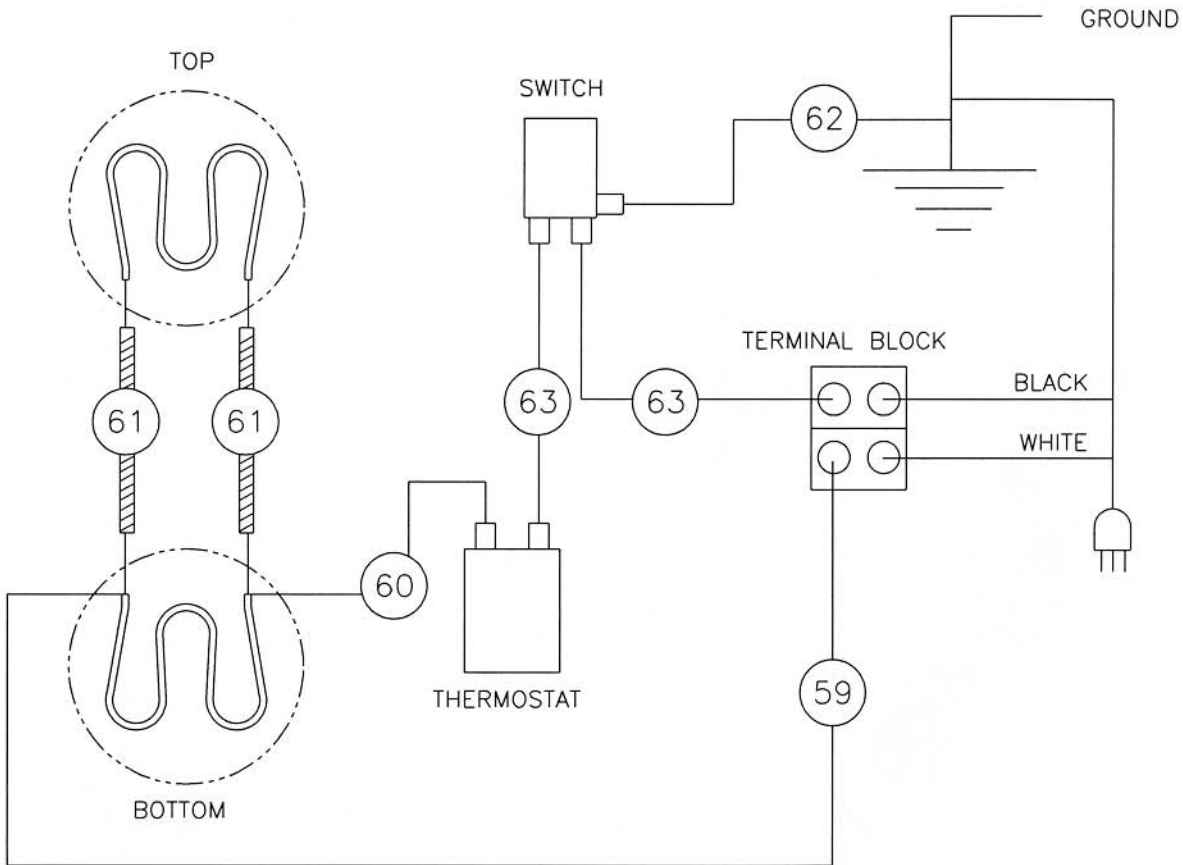 GROUND
TOP
SWITCH
62
TERMINAL BLOCK
BLACK
63
63
61
61
WHITE
60
59
THERMOSTAT
BOTTOM